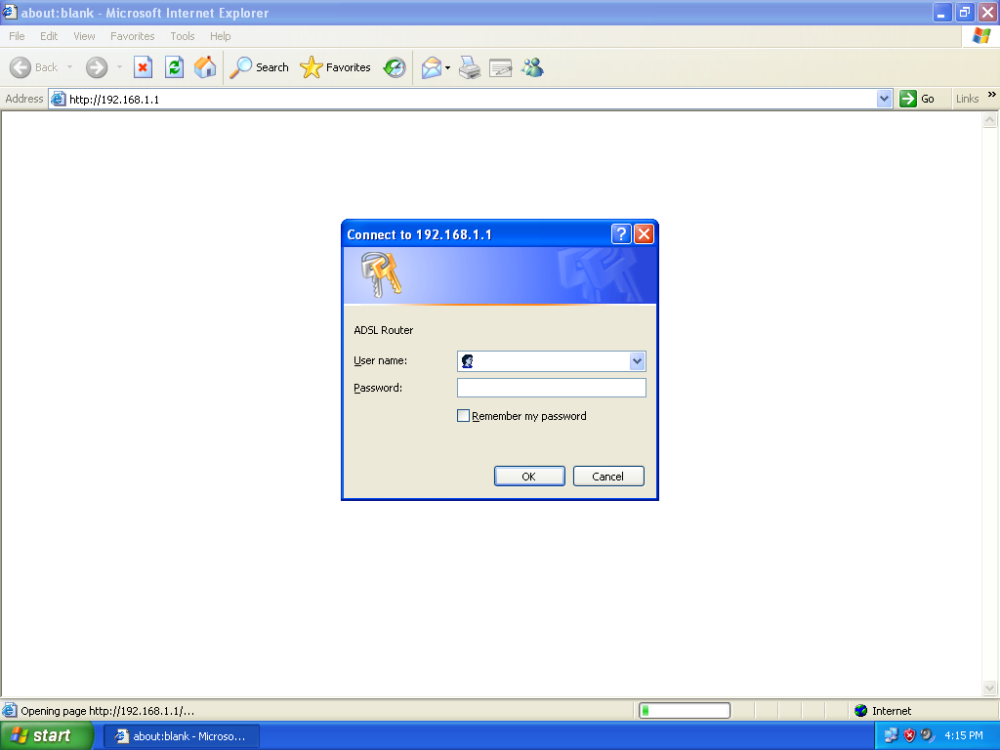 about:blank - Microsoft Internet Explorer
File Edit View Favorites Tools Help
Back Search Favorites
Address http://192.168.1.1 Go Links »
Connect to 192.168.1.1 ?
ADSL Router
User name:
Password:
Remember my password
OK Cancel
Opening page http://192.168.1.1/... Internet
start about:blank - Microso... 4:15 PM